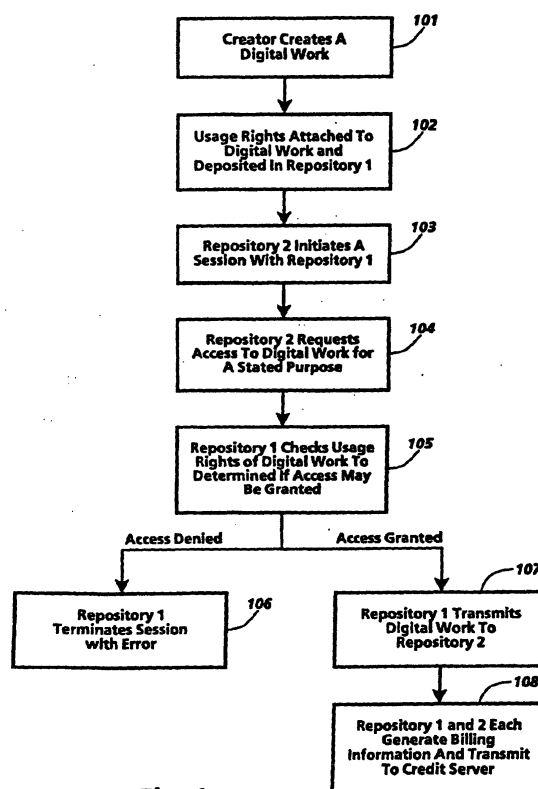 101
Creator Creates A
Digital Work
102
Usage Rights Attached To
Digital Work and
Deposited In Repository 1
103
Repository 2 Initiates A
Session With Repository 1
104
Repository 2 Requests
Access To Digital Work for
A Stated Purpose
105
Repository 1 Checks Usage
Rights of Digital Work To
Determined If Access May
Be Granted
Access Denied
Access Granted
106
Repository 1
Terminates Session
with Error
107
Repository 1 Transmits
Digital Work To
Repository 2
108
Repository 1 and 2 Each
Generate Billing
Information And Transmit
To Credit Server